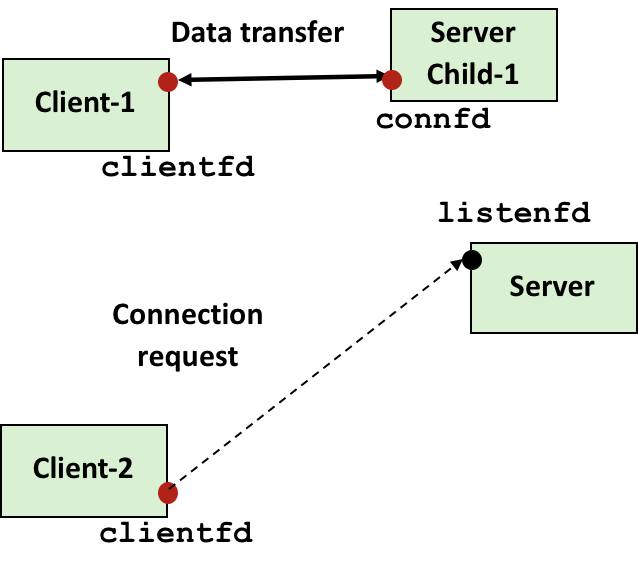 Data transfer
Server
Child-1
Client-1
connfd
clientfd
listenfd
Server
Connection
request
Client-2
clientfd